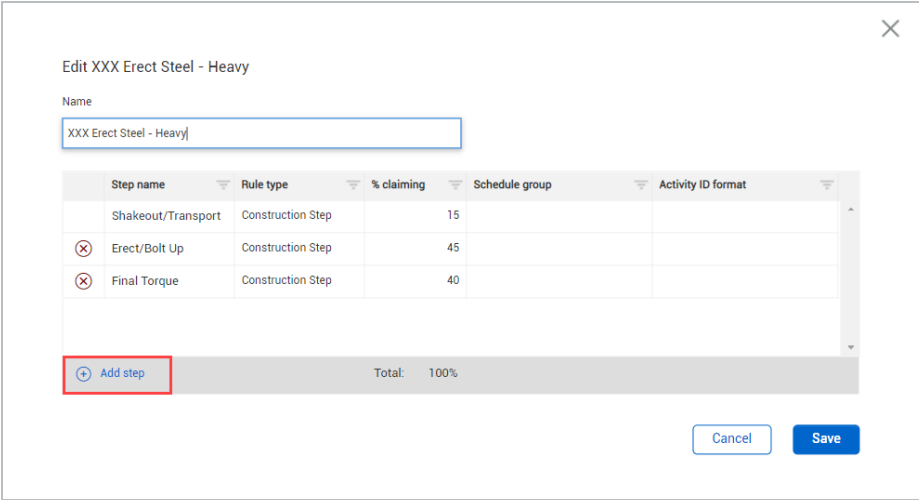 Edit XXX Erect Steel - Heavy
Name
XXX Erect Steel - Heavy
Step name Rule type % claiming Schedule group Activity ID format
Shakeout/Transport Construction Step 15
Erect/Bolt Up Construction Step 45
Final Torque Construction Step 40
Add step Total: 100%
Cancel Save